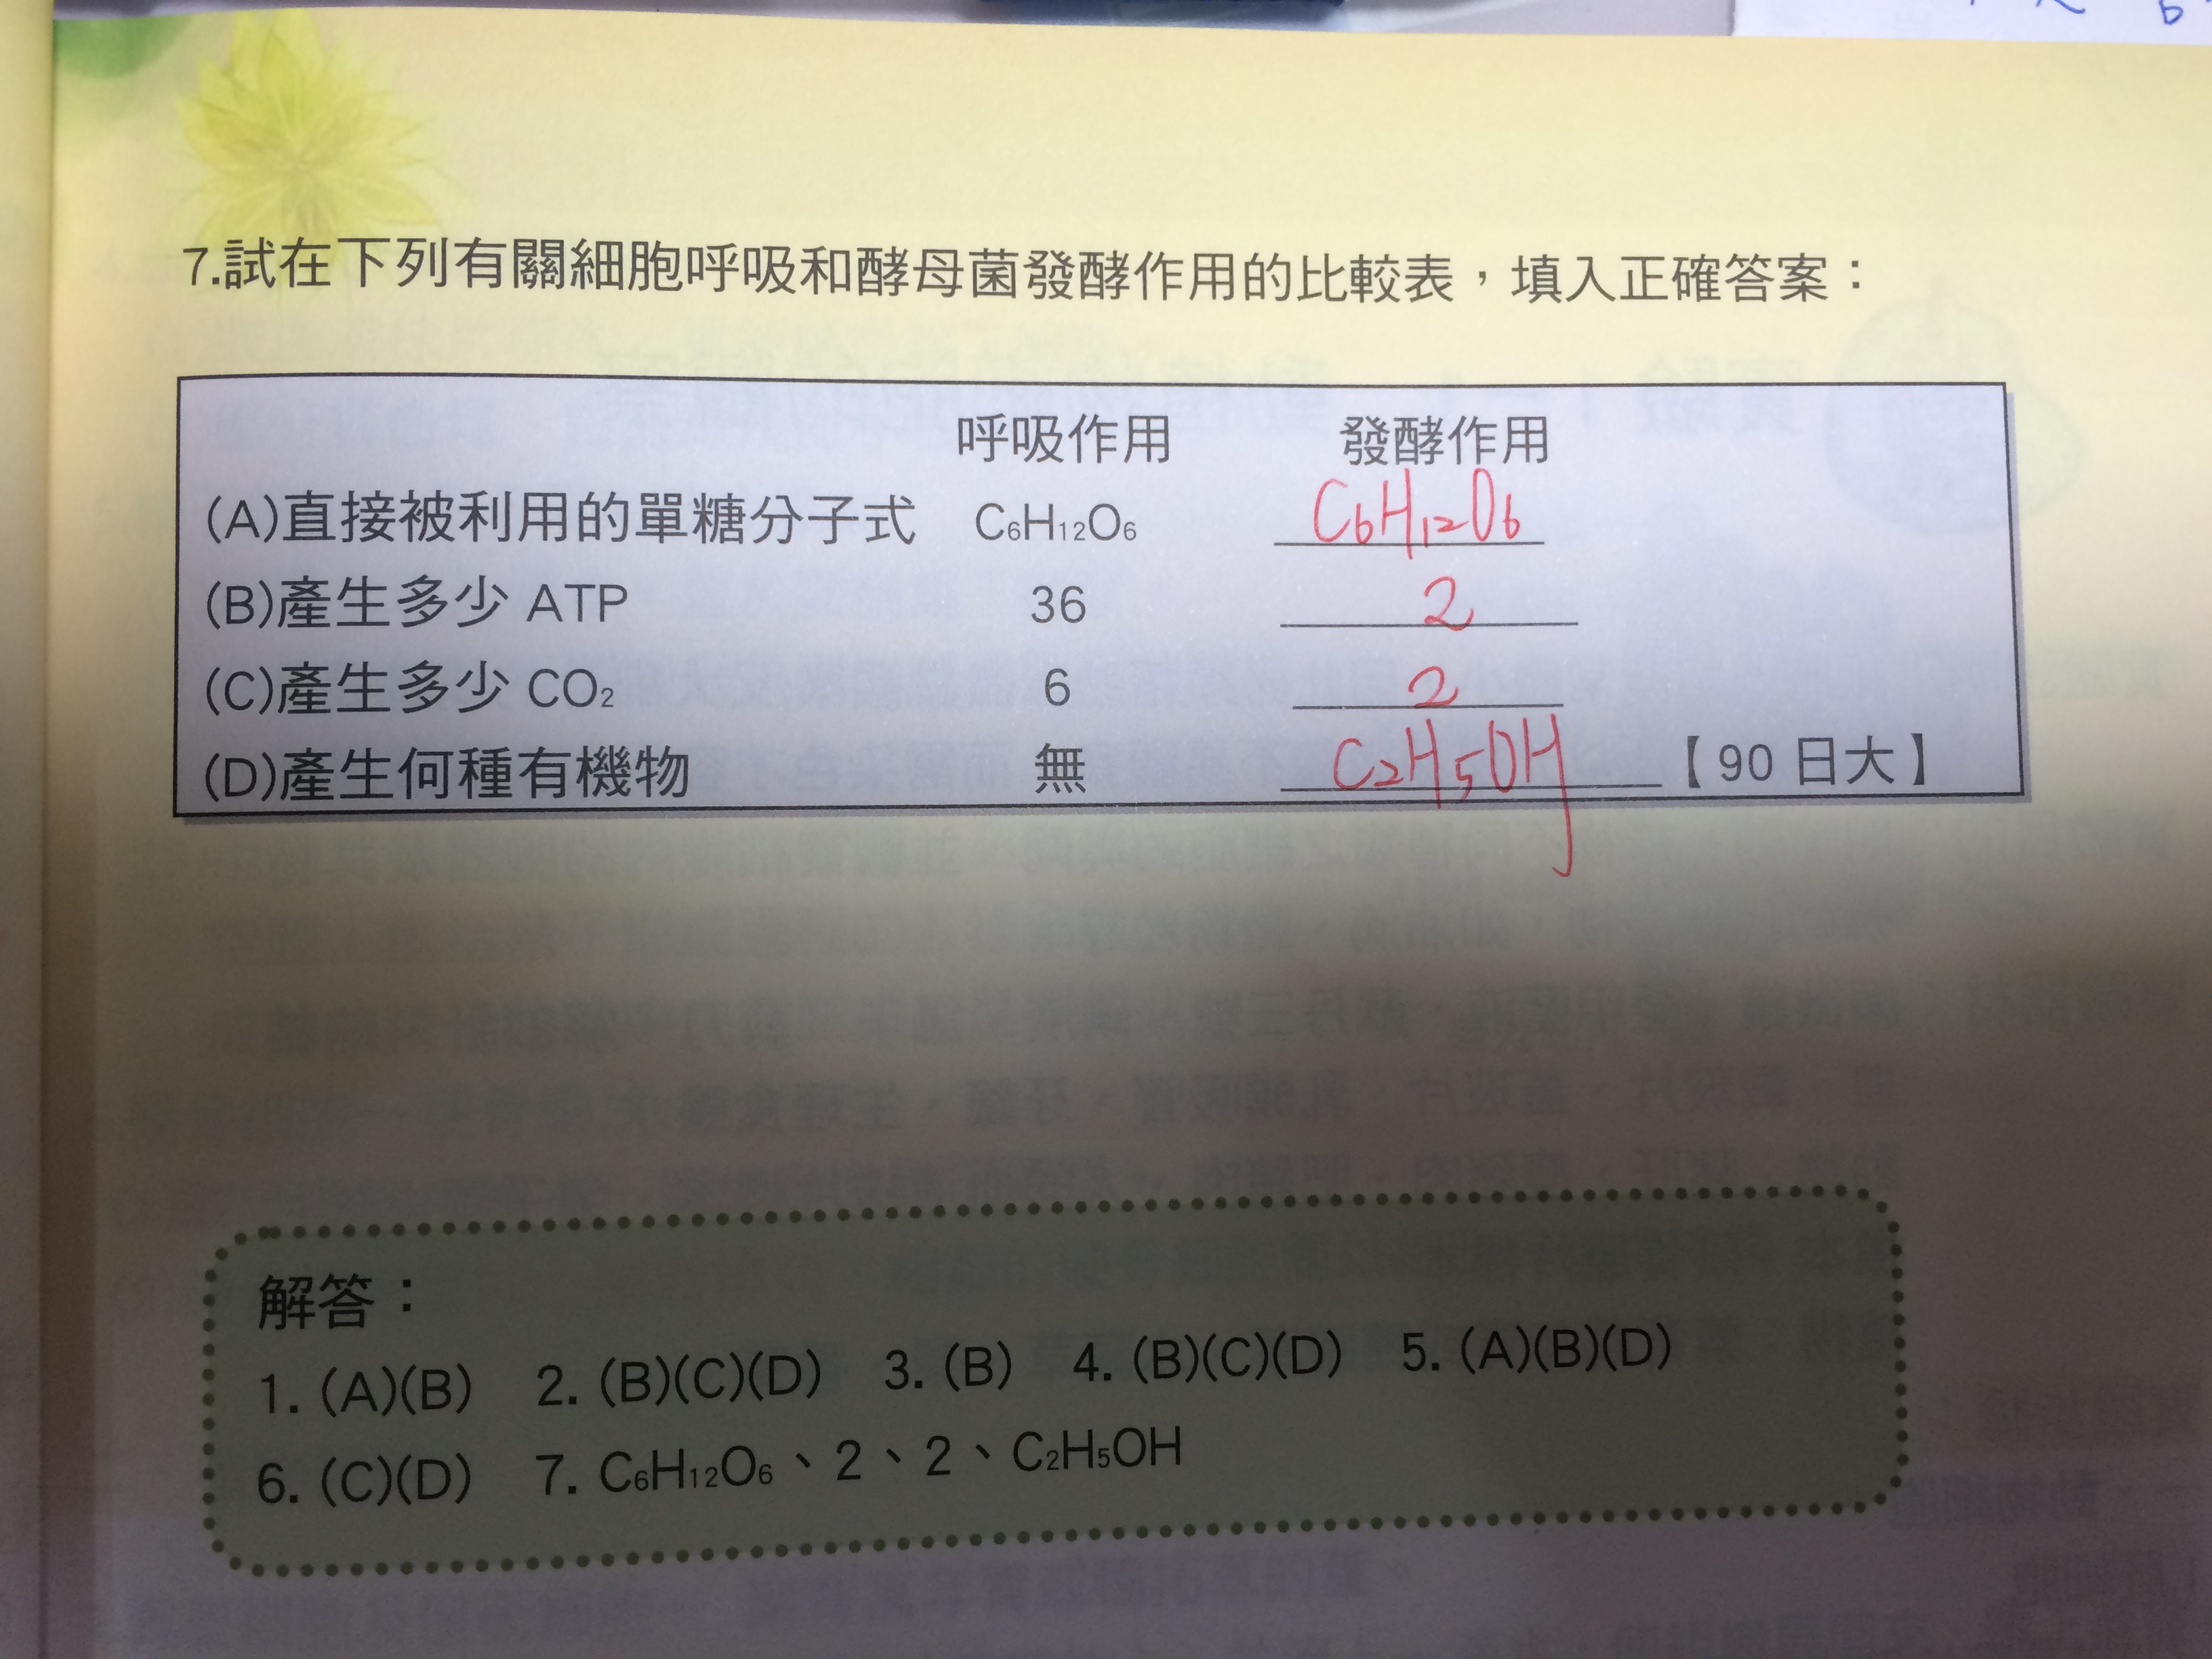 7.試在下列有關細胞呼吸和酵母菌發酵作用的比較表，填入正確答案：
呼吸作用 發酵作用
(A)直接被利用的單糖分子式 C₆H₁₂O₆ C₆H₁₂O₆
(B)產生多少 ATP 36 2
(C)產生多少 CO₂ 6 2
(D)產生何種有機物 無 C₂H₅OH 【 90 日大】
解答：
1. (A)(B) 2. (B)(C)(D) 3. (B) 4. (B)(C)(D) 5. (A)(B)(D)
6. (C)(D) 7. C₆H₁₂O₆、2、2、C₂H₅OH